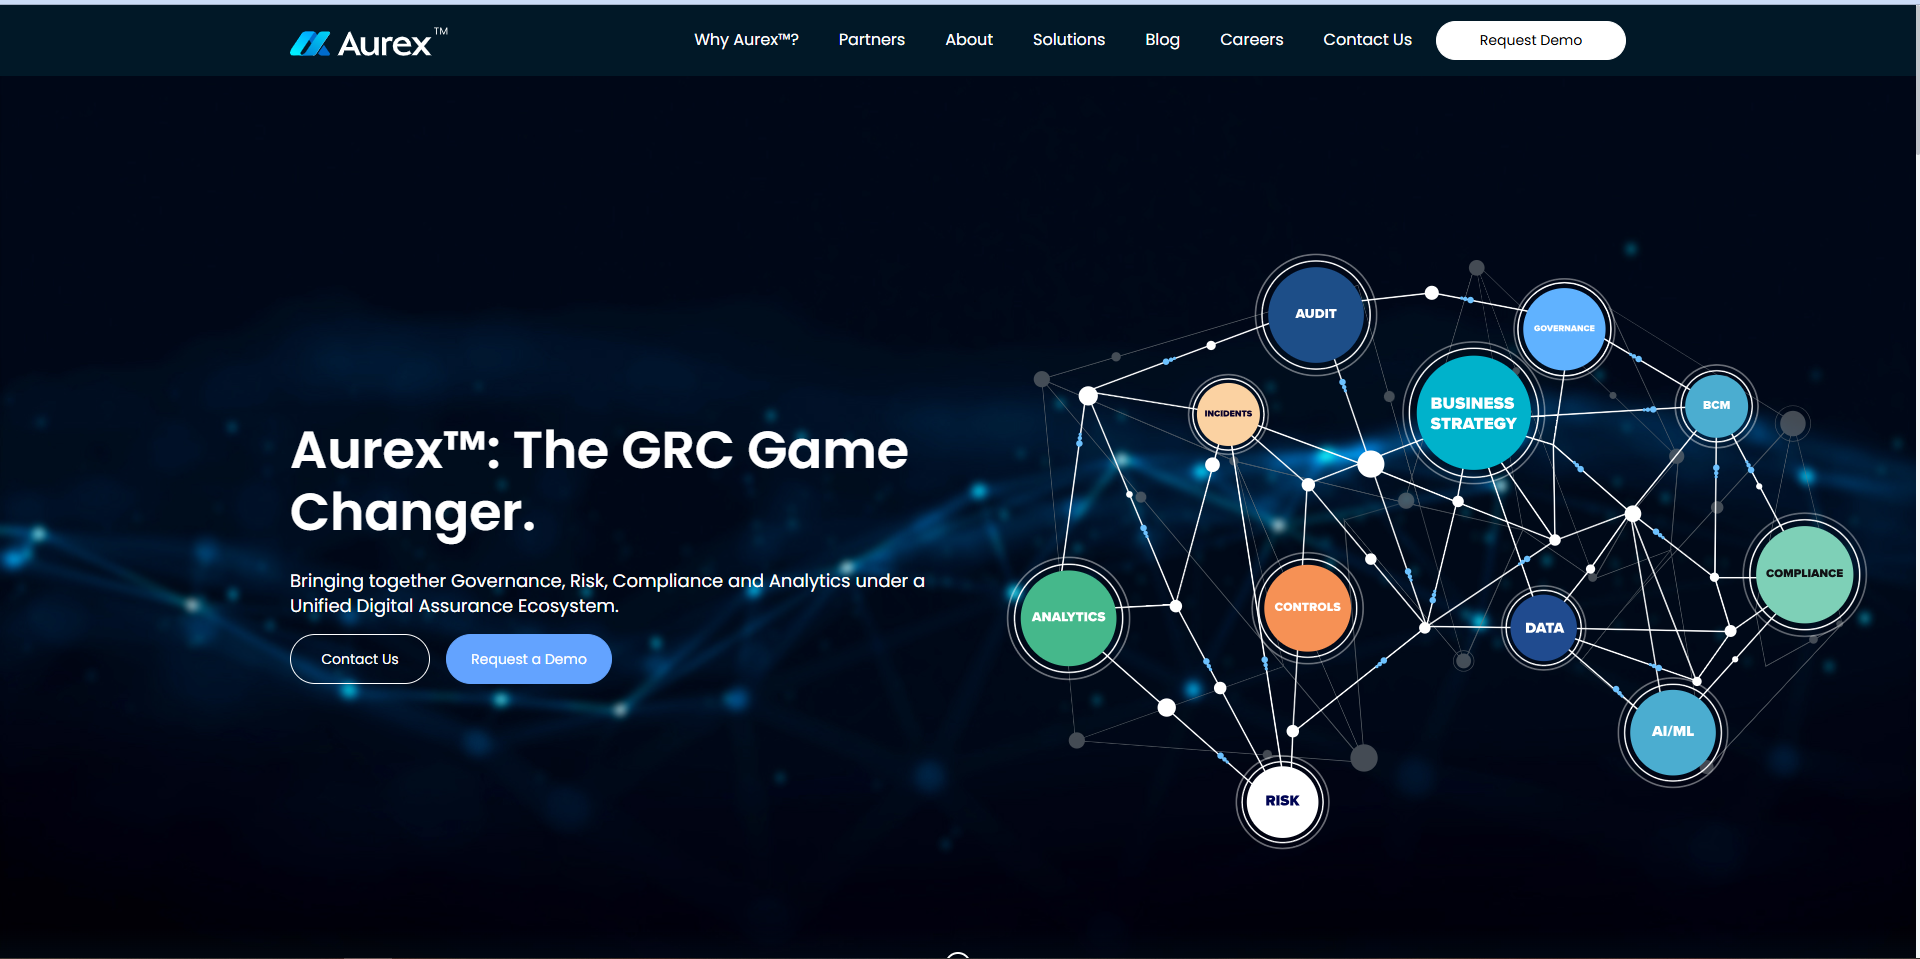 Aurex™
Why Aurex™?
Partners
About
Solutions
Blog
Careers
Contact Us
Request Demo
Aurex™: The GRC Game
Changer.
Bringing together Governance, Risk, Compliance and Analytics under a
Unified Digital Assurance Ecosystem.
Contact Us
Request a Demo
AUDIT
GOVERNANCE
BUSINESS
STRATEGY
BCM
INCIDENTS
COMPLIANCE
ANALYTICS
CONTROLS
DATA
AI/ML
RISK